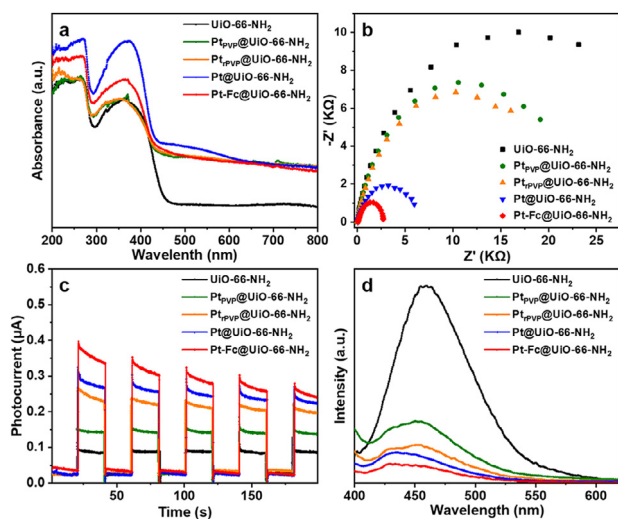 a
UiO-66-NH2
PtPVP@UiO-66-NH2
PtrPVP@UiO-66-NH2
Pt@UiO-66-NH2
Pt-Fc@UiO-66-NH2
Absorbance (a.u.)
200 300 400 500 600 700 800
Wavelenth (nm)
b
10
8
6
4
2
0
-Z' (KΩ)
UiO-66-NH2
PtPVP@UiO-66-NH2
PtrPVP@UiO-66-NH2
Pt@UiO-66-NH2
Pt-Fc@UiO-66-NH2
0 5 10 15 20 25
Z' (KΩ)
c
0.6
0.5
0.4
0.3
0.2
0.1
0.0
Photocurrent (µA)
UiO-66-NH2
PtPVP@UiO-66-NH2
PtrPVP@UiO-66-NH2
Pt@UiO-66-NH2
Pt-Fc@UiO-66-NH2
50 100 150
Time (s)
d
Intensity (a.u.)
UiO-66-NH2
PtPVP@UiO-66-NH2
PtrPVP@UiO-66-NH2
Pt@UiO-66-NH2
Pt-Fc@UiO-66-NH2
400 450 500 550 600
Wavelength (nm)